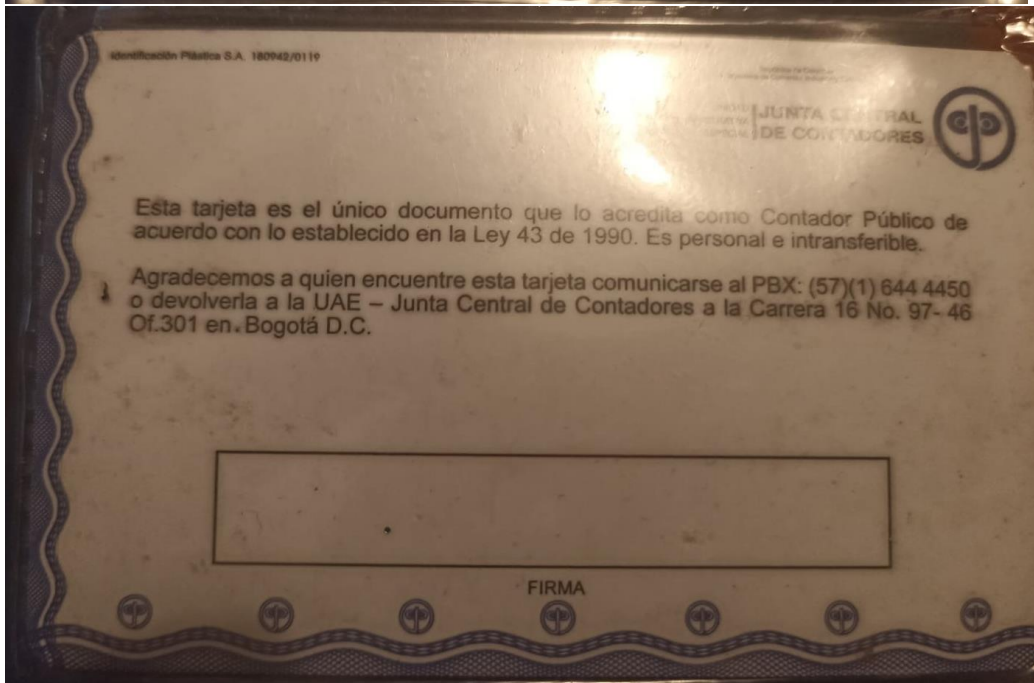 Identificación Plástica S.A. 180942/0119
JUNTA CENTRAL
DE CONTADORES
Esta tarjeta es el único documento que lo acredita como Contador Público de
acuerdo con lo establecido en la Ley 43 de 1990. Es personal e intransferible.
Agradecemos a quien encuentre esta tarjeta comunicarse al PBX: (57)(1) 644 4450
o devolverla a la UAE – Junta Central de Contadores a la Carrera 16 No. 97- 46
Of.301 en Bogotá D.C.
FIRMA